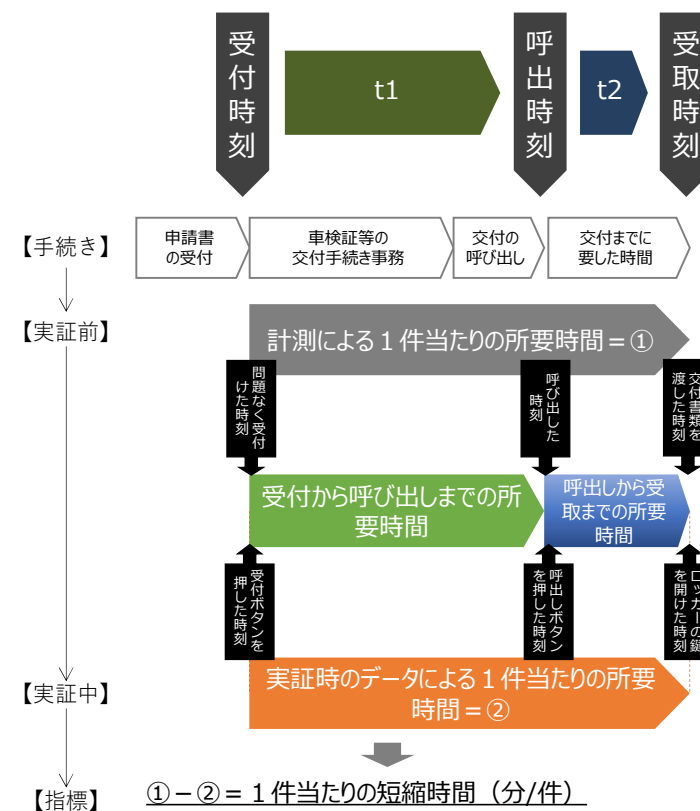 受付時刻
t1
呼出時刻
t2
受取時刻
【手続き】
申請書
の受付
車検証等の
交付手続き事務
交付の
呼び出し
交付までに
要した時間
【実証前】
計測による１件当たりの所要時間＝①
問題なく受付
けた時刻
呼び出した
時刻
交付書類を
渡した時刻
受付から呼び出しまでの所
要時間
呼出しから受
取までの所要
時間
受付ボタンを
押した時刻
呼出しボタン
を押した時刻
ロッカーの鍵
を開けた時刻
【実証中】
実証時のデータによる１件当たりの所要
時間＝②
【指標】
①－②＝１件当たりの短縮時間（分/件）